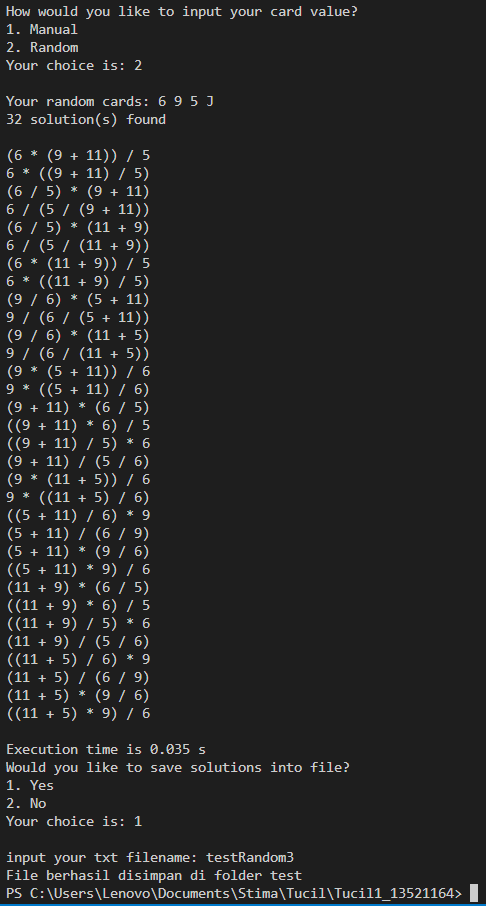 How would you like to input your card value?
1. Manual
2. Random
Your choice is: 2
Your random cards: 6 9 5 J
32 solution(s) found
(6 * (9 + 11)) / 5
6 * ((9 + 11) / 5)
(6 / 5) * (9 + 11)
6 / (5 / (9 + 11))
(6 / 5) * (11 + 9)
6 / (5 / (11 + 9))
(6 * (11 + 9)) / 5
6 * ((11 + 9) / 5)
(9 / 6) * (5 + 11)
9 / (6 / (5 + 11))
(9 / 6) * (11 + 5)
9 / (6 / (11 + 5))
(9 * (5 + 11)) / 6
9 * ((5 + 11) / 6)
(9 + 11) * (6 / 5)
((9 + 11) * 6) / 5
((9 + 11) / 5) * 6
(9 + 11) / (5 / 6)
(9 * (11 + 5)) / 6
9 * ((11 + 5) / 6)
((5 + 11) / 6) * 9
(5 + 11) / (6 / 9)
(5 + 11) * (9 / 6)
((5 + 11) * 9) / 6
(11 + 9) * (6 / 5)
((11 + 9) * 6) / 5
((11 + 9) / 5) * 6
(11 + 9) / (5 / 6)
((11 + 5) / 6) * 9
(11 + 5) / (6 / 9)
(11 + 5) * (9 / 6)
((11 + 5) * 9) / 6
Execution time is 0.035 s
Would you like to save solutions into file?
1. Yes
2. No
Your choice is: 1
input your txt filename: testRandom3
File berhasil disimpan di folder test
PS C:\Users\Lenovo\Documents\Stima\Tucil\Tucil1_13521164>